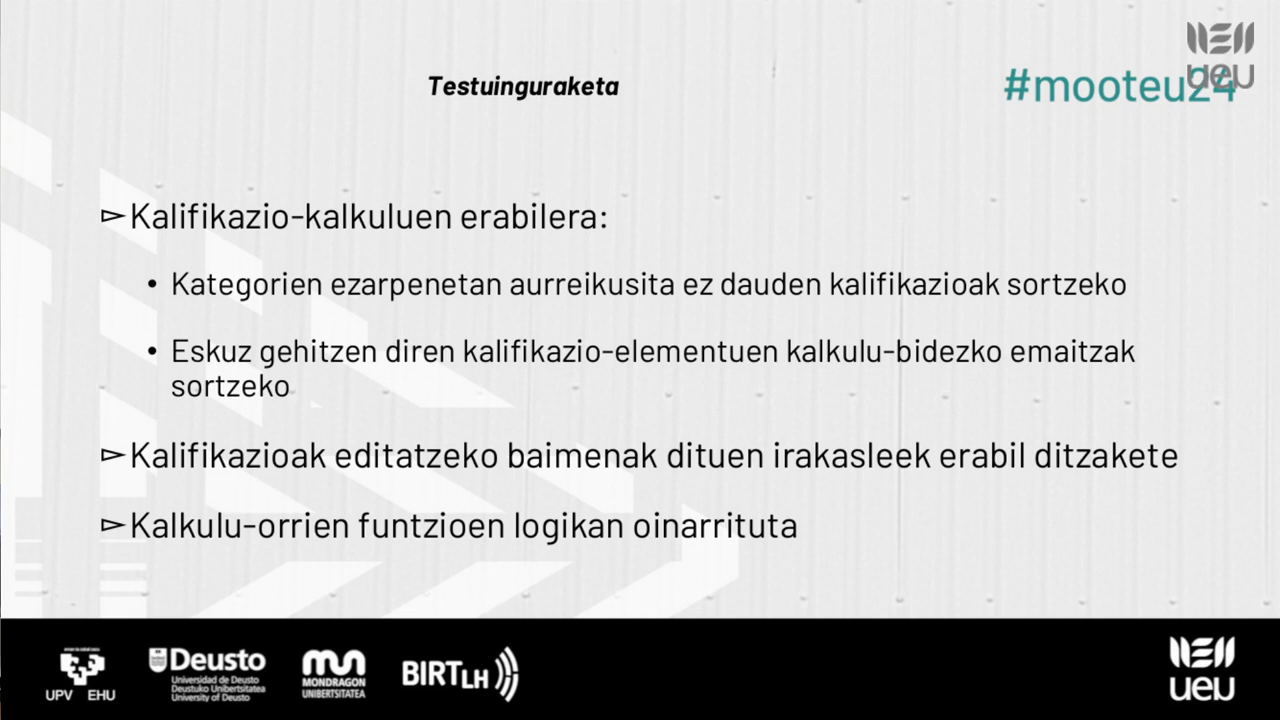 ueu
Testuinguraketa
#mooteu24
▻Kalifikazio-kalkuluen erabilera:
• Kategorien ezarpenetan aurreikusita ez dauden kalifikazioak sortzeko
• Eskuz gehitzen diren kalifikazio-elementuen kalkulu-bidezko emaitzak
sortzeko
▻Kalifikazioak editatzeko baimenak dituen irakasleek erabil ditzakete
▻Kalkulu-orrien funtzioen logikan oinarrituta
UPV EHU
Deusto
Universidad de Deusto
Deustuko Unibertsitatea
University of Deusto
MONDRAGON
UNIBERTSITATEA
BIRTLH
ueu